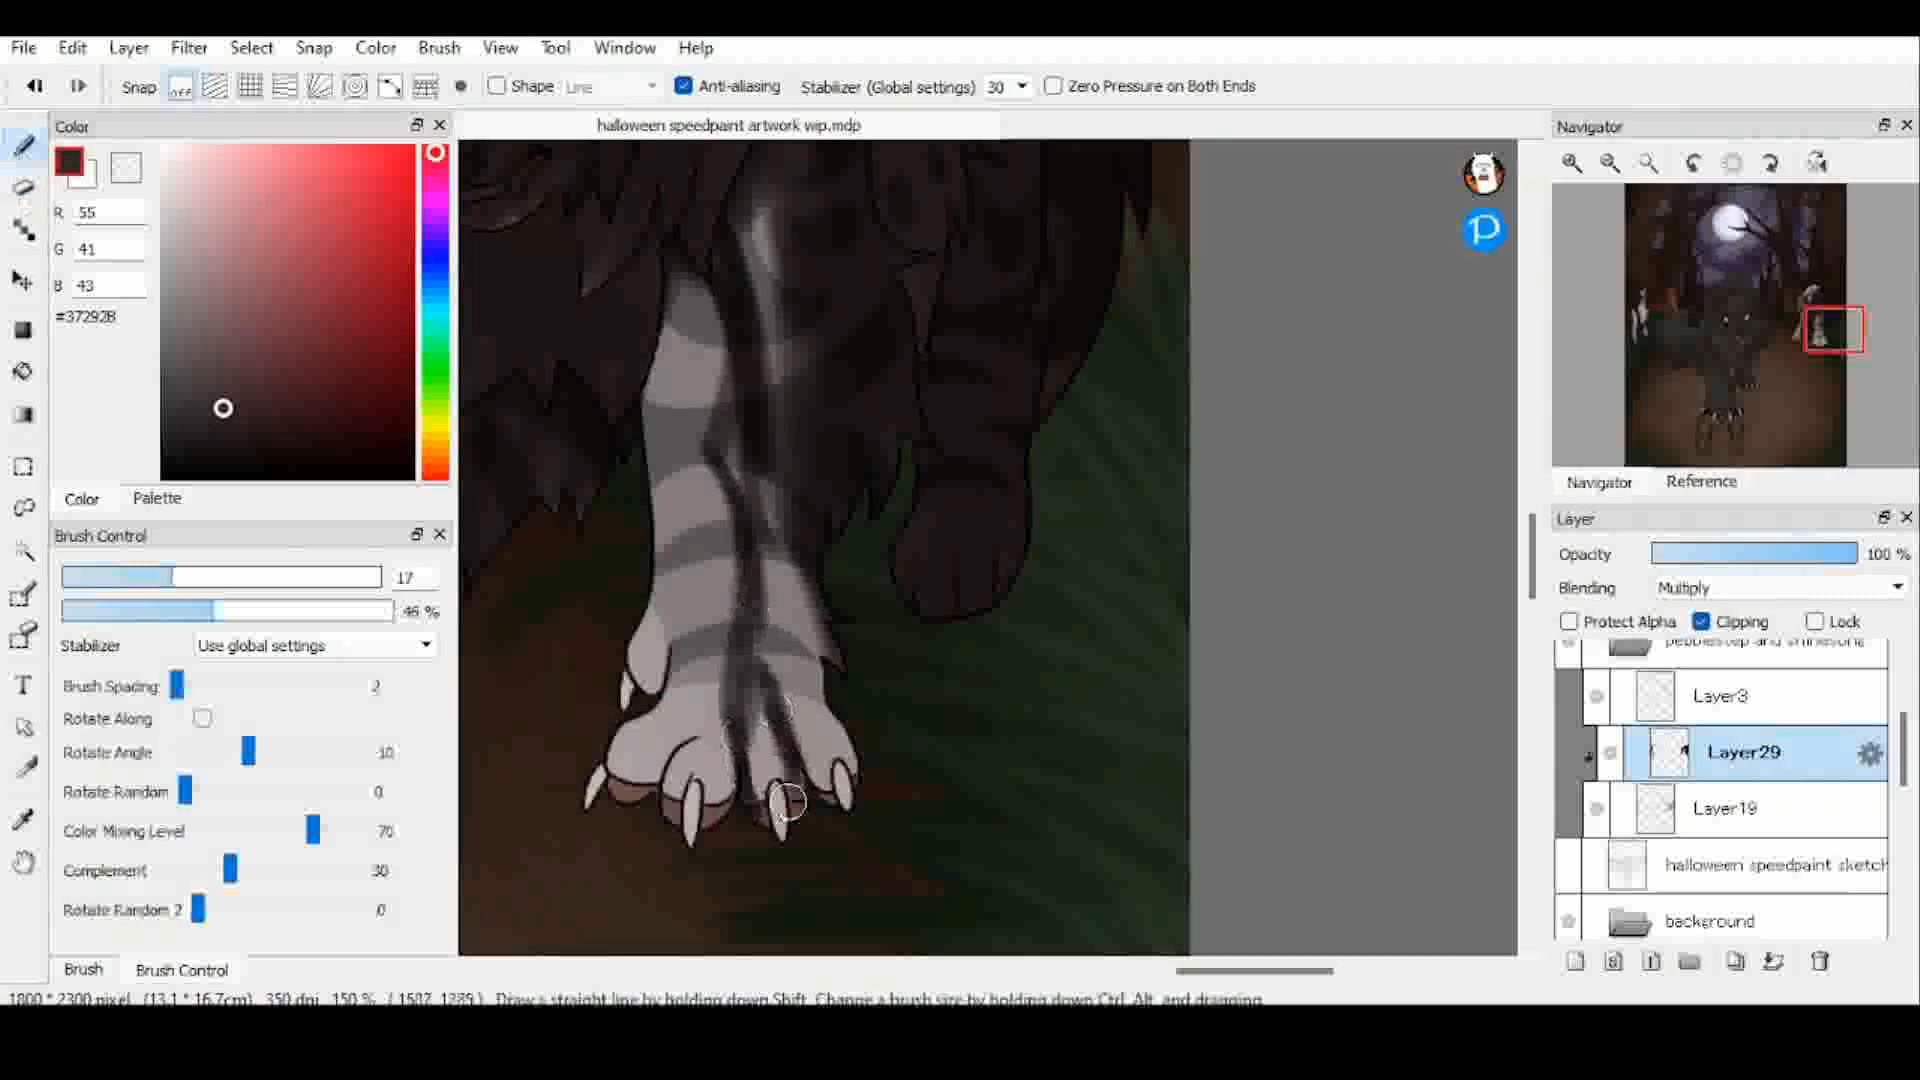 File Edit Layer Filter Select Snap Color Brush View Tool Window Help
Snap OFF Shape Line Anti-aliasing Stabilizer (Global settings) 30 Zero Pressure on Both Ends
Color
halloween speedpaint artwork wip.mdp
Navigator
R 55
G 41
B 43
#37292B
Color Palette
Navigator Reference
Brush Control
Layer
17
Opacity 100 %
46 %
Blending Multiply
Stabilizer Use global settings
Protect Alpha Clipping Lock
Brush Spacing 2
Layer3
Rotate Along
Rotate Angle 10
Layer29
Rotate Random 0
Layer19
Color Mixing Level 70
Complement 30
halloween speedpaint sketch
Rotate Random 2 0
background
Brush Brush Control
1800 * 2300 pixel (13.1 * 16.7cm) 350 dpi 150 % Draw a straight line by holding down Shift, Change a brush size by holding down Ctrl, Alt, and dragging